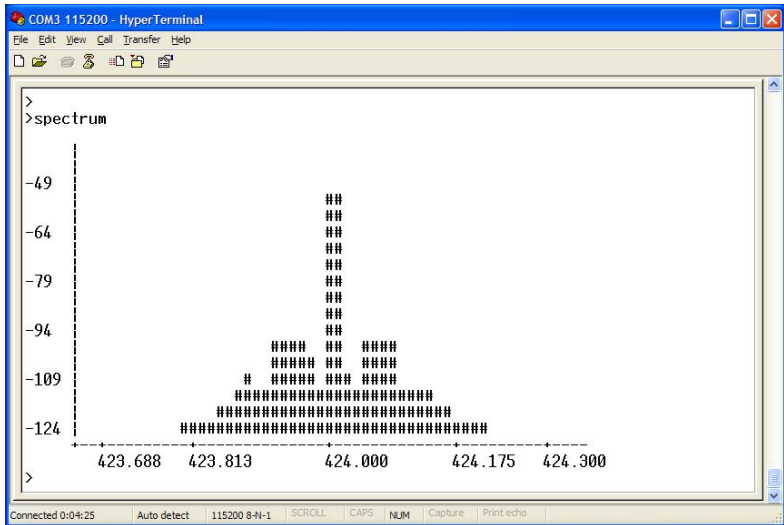 COM3 115200 - HyperTerminal
File Edit View Call Transfer Help
>
>spectrum
|
|
-49 |
| ##
| ##
-64 | ##
| ##
| ##
-79 | ##
| ##
| ##
-94 | ##
| #### ## ####
| ##### ## ####
-109 | # ##### ### ####
| ######################
| ##########################
-124 | ##################################
423.688 423.813 424.000 424.175 424.300
>
Connected 0:04:25 Auto detect 115200 8-N-1 SCROLL CAPS NUM Capture Print echo